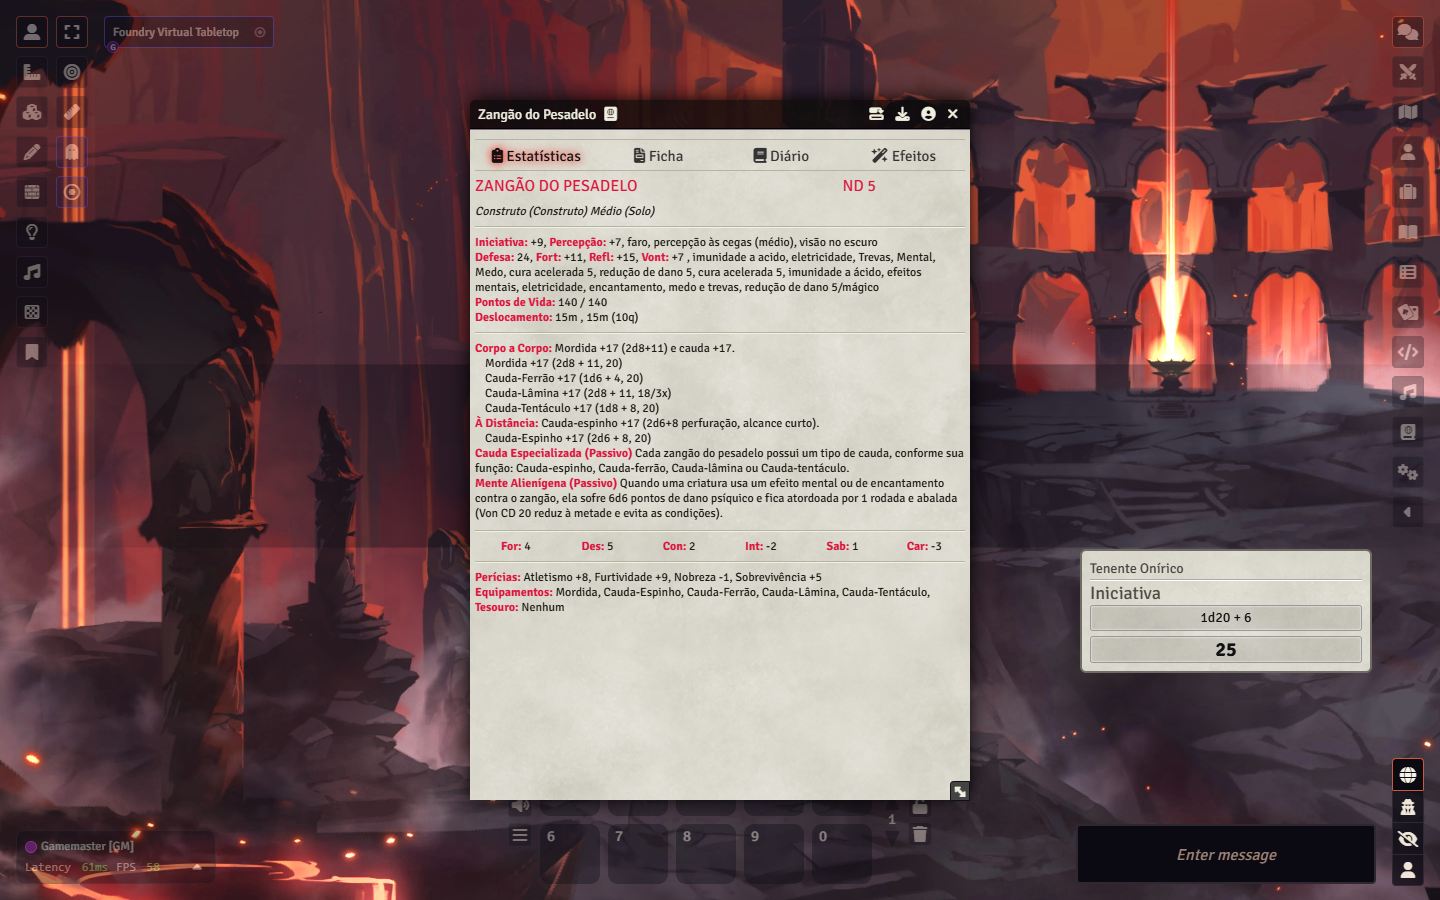 Foundry Virtual Tabletop
G
Zangão do Pesadelo
Estatísticas
Ficha
Diário
Efeitos
ZANGÃO DO PESADELO
ND 5
Construto (Construto) Médio (Solo)
Iniciativa: +9, Percepção: +7, faro, percepção às cegas (médio), visão no escuro
Defesa: 24, Fort: +11, Refl: +15, Vont: +7 , imunidade a acido, eletricidade, Trevas, Mental,
Medo, cura acelerada 5, redução de dano 5, cura acelerada 5, imunidade a ácido, efeitos
mentais, eletricidade, encantamento, medo e trevas, redução de dano 5/mágico
Pontos de Vida: 140 / 140
Deslocamento: 15m , 15m (10q)
Corpo a Corpo: Mordida +17 (2d8+11) e cauda +17.
Mordida +17 (2d8 + 11, 20)
Cauda-Ferrão +17 (1d6 + 4, 20)
Cauda-Lâmina +17 (2d8 + 11, 18/3x)
Cauda-Tentáculo +17 (1d8 + 8, 20)
À Distância: Cauda-espinho +17 (2d6+8 perfuração, alcance curto).
Cauda-Espinho +17 (2d6 + 8, 20)
Cauda Especializada (Passivo) Cada zangão do pesadelo possui um tipo de cauda, conforme sua
função: Cauda-espinho, Cauda-ferrão, Cauda-lâmina ou Cauda-tentáculo.
Mente Alienígena (Passivo) Quando uma criatura usa um efeito mental ou de encantamento
contra o zangão, ela sofre 6d6 pontos de dano psíquico e fica atordoada por 1 rodada e abalada
(Von CD 20 reduz à metade e evita as condições).
For: 4
Des: 5
Con: 2
Int: -2
Sab: 1
Car: -3
Perícias: Atletismo +8, Furtividade +9, Nobreza -1, Sobrevivência +5
Equipamentos: Mordida, Cauda-Espinho, Cauda-Ferrão, Cauda-Lâmina, Cauda-Tentáculo,
Tesouro: Nenhum
Tenente Onírico
Iniciativa
1d20 + 6
25
1
6
7
8
9
0
Gamemaster [GM]
Latency 61ms FPS 58
Enter message